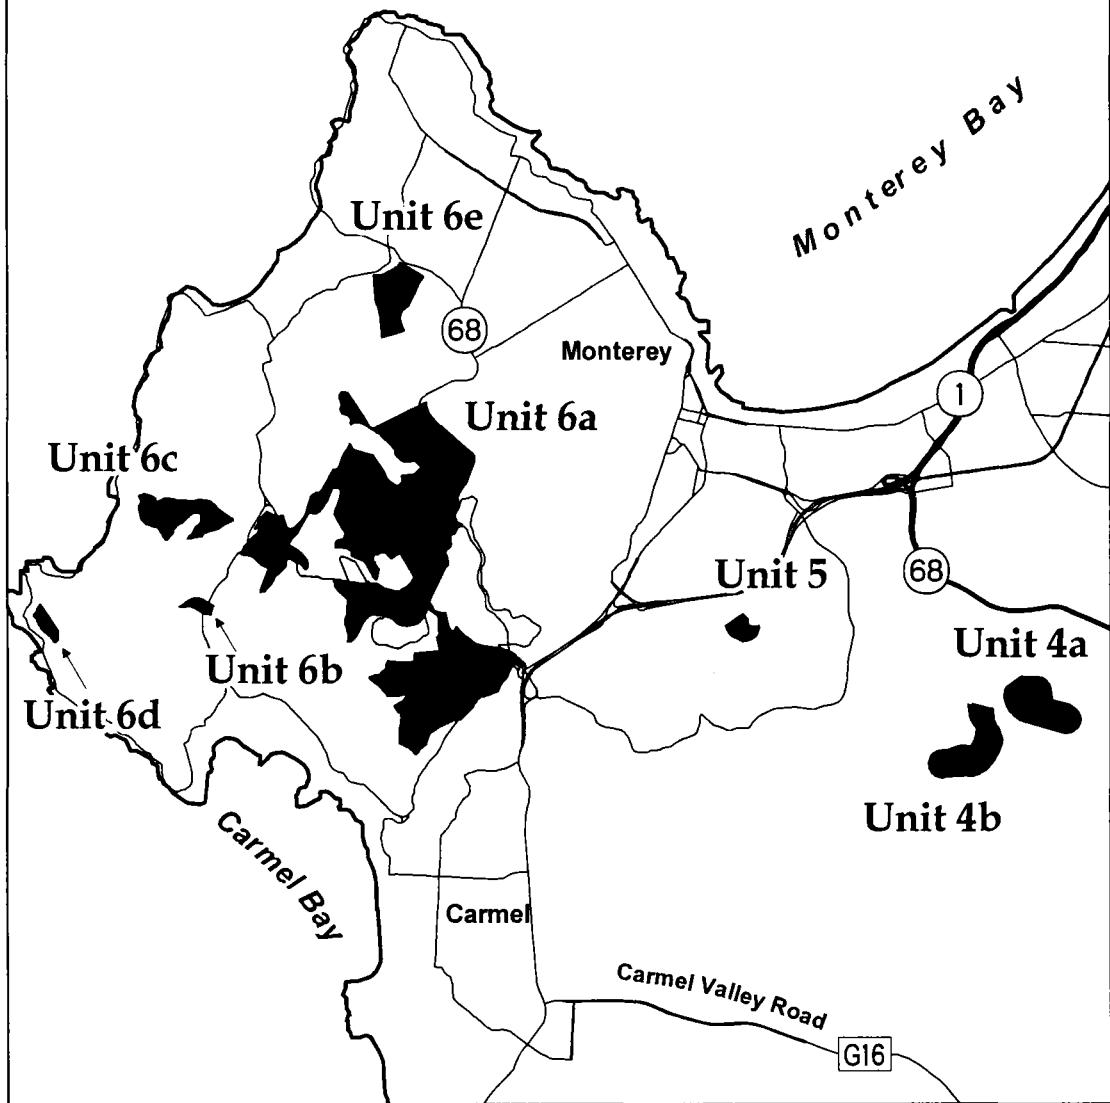 Monterey Bay
Unit 6e
68
Monterey
1
Unit 6a
Unit 6c
Unit 5
68
Unit 4a
Unit 6b
Unit 6d
Unit 4b
Carmel Bay
Carmel
Carmel Valley Road
G16